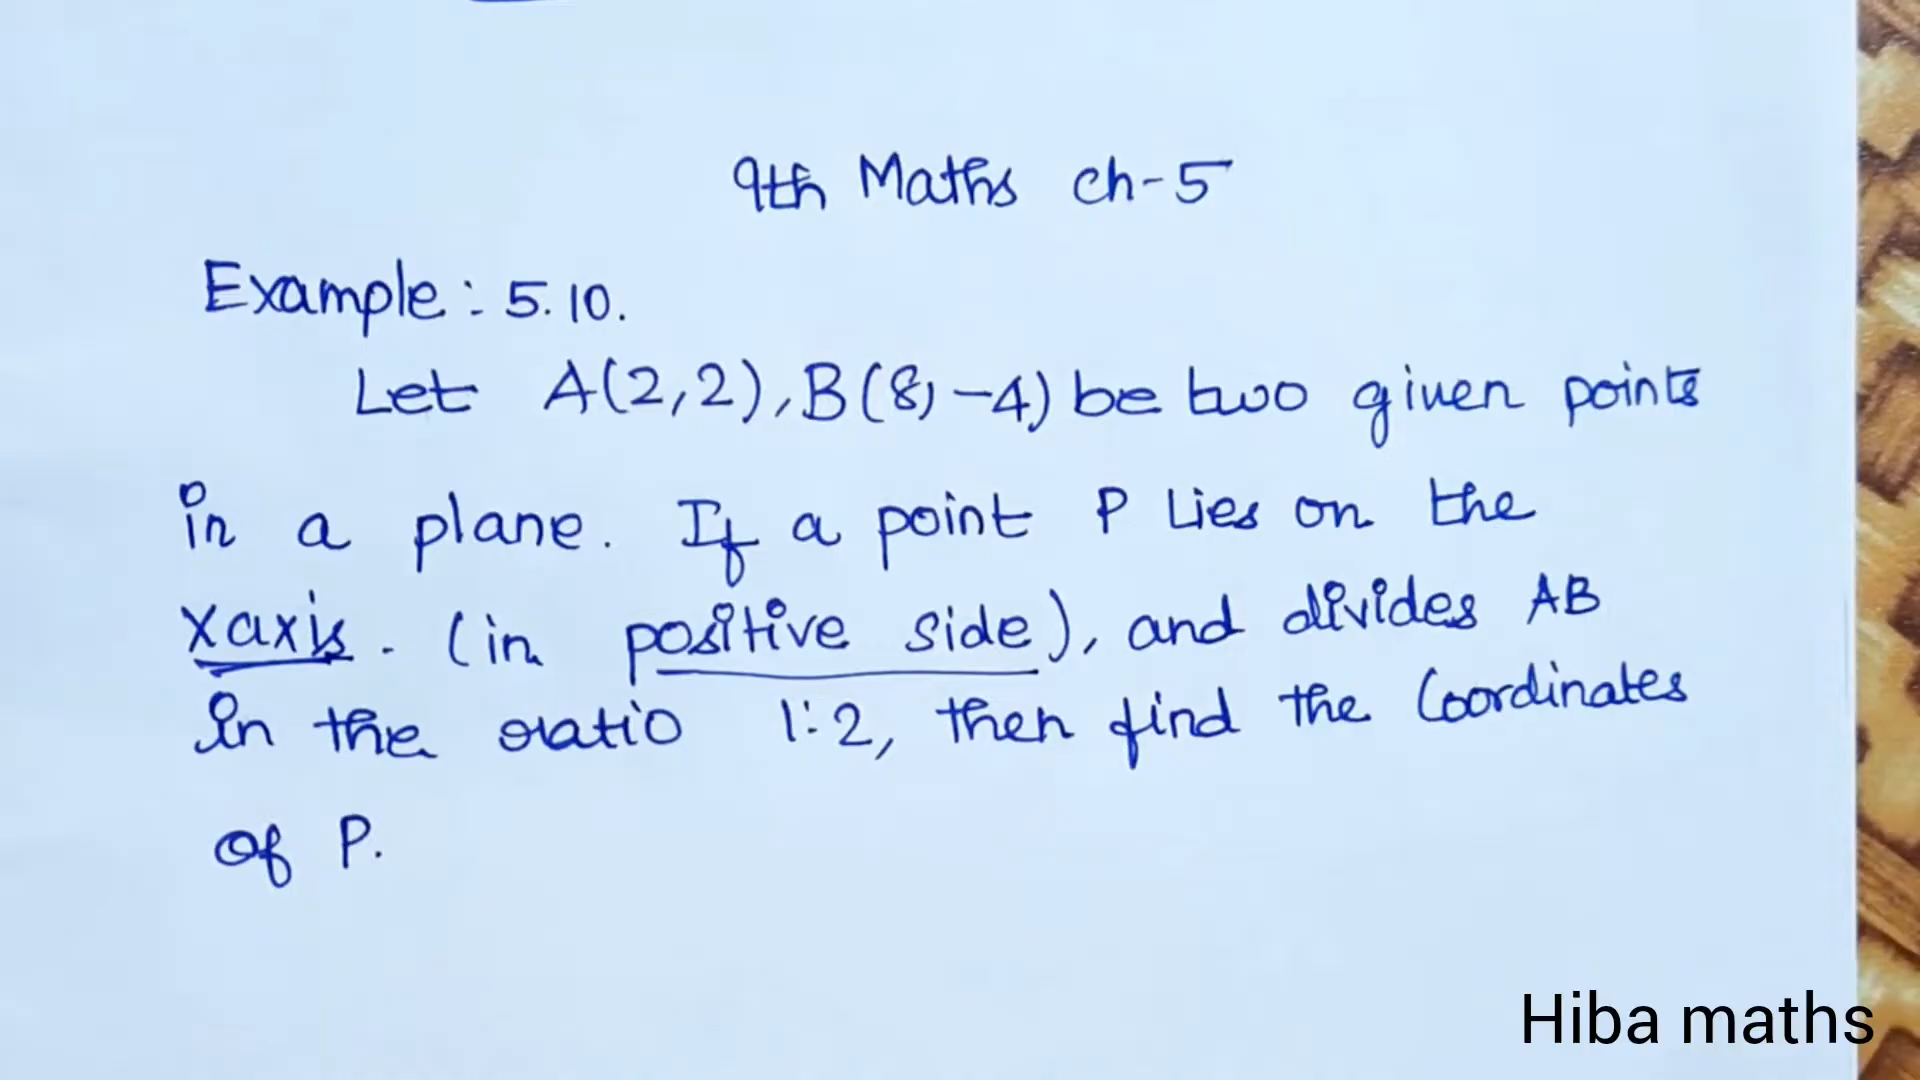 9th Maths ch-5
Example: 5.10.
Let A(2,2), B(8,-4) be two given points
in a plane. If a point P Lies on the
xaxis. (in positive side), and divides AB
in the ratio 1:2, then find the Coordinates
of P.
Hiba maths